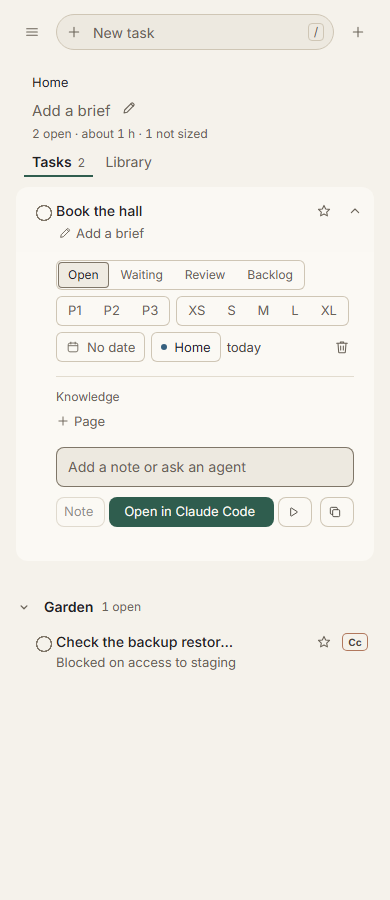 New task /
Home
Add a brief
2 open · about 1 h · 1 not sized
Tasks 2 Library
Book the hall
Add a brief
Open Waiting Review Backlog
P1 P2 P3 XS S M L XL
No date Home today
Knowledge
Page
Add a note or ask an agent
Note Open in Claude Code
Garden 1 open
Check the backup restor... Cc
Blocked on access to staging